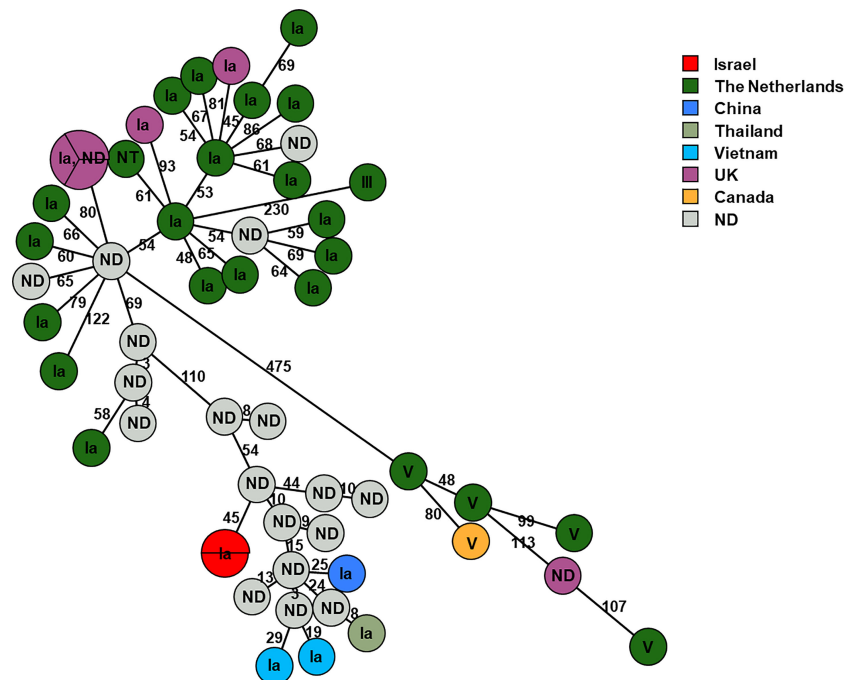 Ia
69
Israel
The Netherlands
China
Thailand
Vietnam
UK
Canada
ND
Ia
Ia
Ia
Ia
Ia
81
67
45
86
54
Ia
68
ND
Ia, ND
NT
93
Ia
61
Ia
III
61
53
230
Ia
80
Ia
54
ND
59
Ia
66
Ia
60
54
48
65
69
Ia
ND
65
ND
64
Ia
Ia
Ia
79
122
69
Ia
ND
3
475
Ia
110
ND
4
58
ND
ND
8
ND
Ia
54
V
48
ND
44
ND
10
ND
V
80
99
45
10
ND
9
ND
V
113
V
Ia
15
ND
25
Ia
ND
13
24
ND
3
ND
ND
8
107
Ia
29
19
V
Ia
Ia